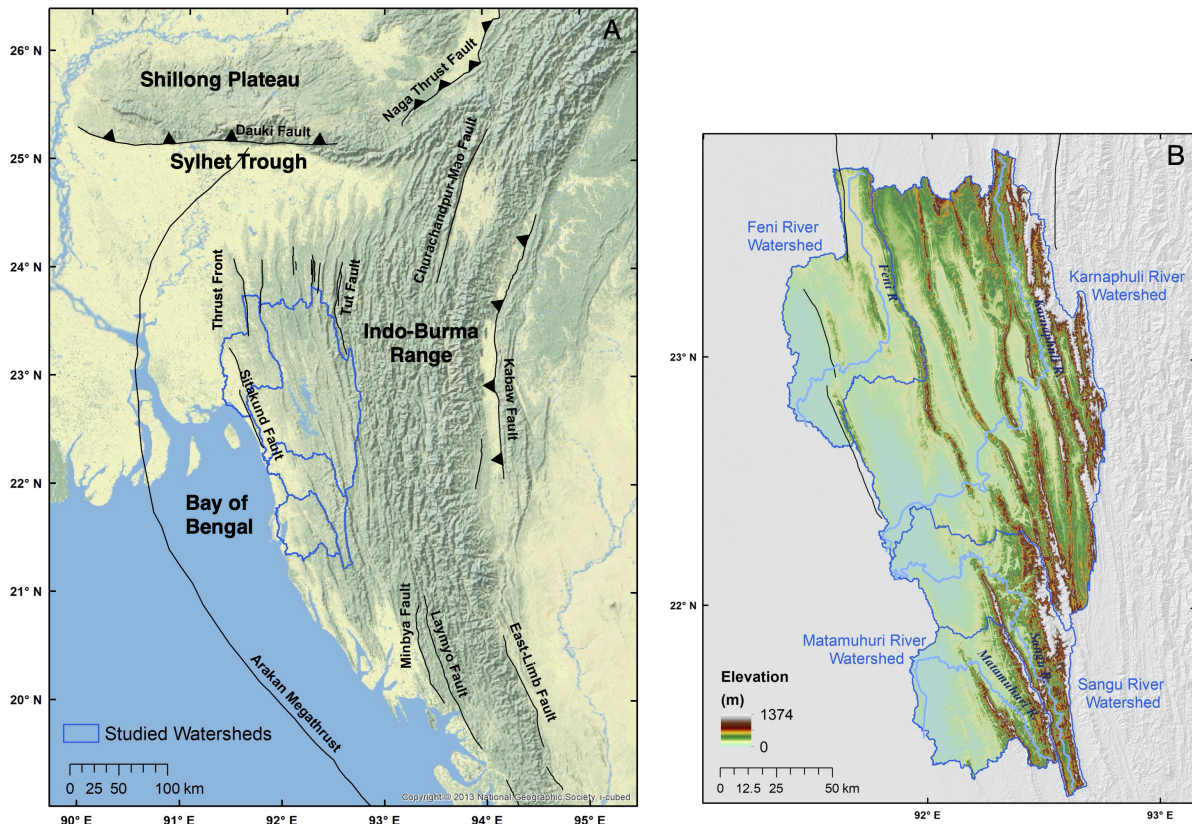 A
26° N
25° N
24° N
23° N
22° N
21° N
20° N
90° E
91° E
92° E
93° E
94° E
95° E
Shillong Plateau
Naga Thrust Fault
Dauki Fault
Sylhet Trough
Churachandpur-Mao Fault
Thrust Front
Tut Fault
Indo-Burma
Range
Kabaw Fault
Sitakund Fault
Bay of
Bengal
Minbya Fault
Laymyo Fault
East-Limb Fault
Arakan Megathrust
Studied Watersheds
0 25 50 100 km
Copyright:© 2013 National Geographic Society, i-cubed
B
Feni River
Watershed
Feni R
Karnaphuli River
Watershed
Karnaphuli R
23° N
22° N
Matamuhuri River
Watershed
Matamuhuri R
Sangu R
Sangu River
Watershed
Elevation
(m)
1374
0
0 12.5 25 50 km
92° E
93° E